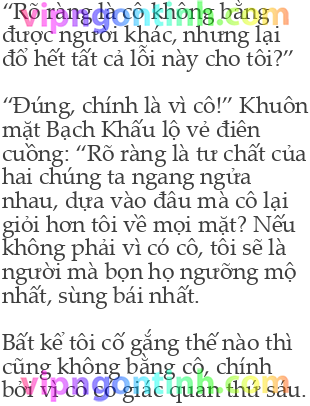 “Rõ ràng là cô không bằng
vipngontinh.com
được người khác, nhưng lại
đổ hết tất cả lỗi này cho tôi?”
“Đúng, chính là vì cô!” Khuôn
mặt Bạch Khấu lộ vẻ điên
cuồng: “Rõ ràng là tư chất của
hai chúng ta ngang ngửa
nhau, dựa vào đâu mà cô lại
giỏi hơn tôi về mọi mặt? Nếu
không phải vì có cô, tôi sẽ là
người mà bọn họ ngưỡng mộ
nhất, sùng bái nhất.
Bất kể tôi cố gắng thế nào thì
cũng không bằng cô, chính
vipngontinh.com
bởi vì cô có giác quan thứ sáu.